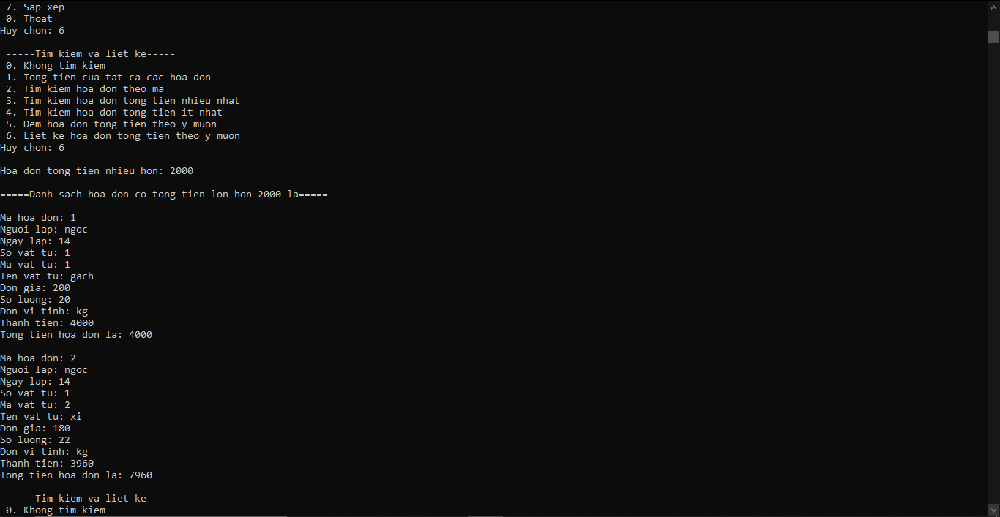 7. Sap xep
0. Thoat
Hay chon: 6
-----Tim kiem va liet ke-----
0. Khong tim kiem
1. Tong tien cua tat ca cac hoa don
2. Tim kiem hoa don theo ma
3. Tim kiem hoa don tong tien nhieu nhat
4. Tim kiem hoa don tong tien it nhat
5. Dem hoa don tong tien theo y muon
6. Liet ke hoa don tong tien theo y muon
Hay chon: 6
Hoa don tong tien nhieu hon: 2000
=====Danh sach hoa don co tong tien lon hon 2000 la=====
Ma hoa don: 1
Nguoi lap: ngoc
Ngay lap: 14
So vat tu: 1
Ma vat tu: 1
Ten vat tu: gach
Don gia: 200
So luong: 20
Don vi tinh: kg
Thanh tien: 4000
Tong tien hoa don la: 4000
Ma hoa don: 2
Nguoi lap: ngoc
Ngay lap: 14
So vat tu: 1
Ma vat tu: 2
Ten vat tu: xi
Don gia: 180
So luong: 22
Don vi tinh: kg
Thanh tien: 3960
Tong tien hoa don la: 7960
-----Tim kiem va liet ke-----
0. Khong tim kiem